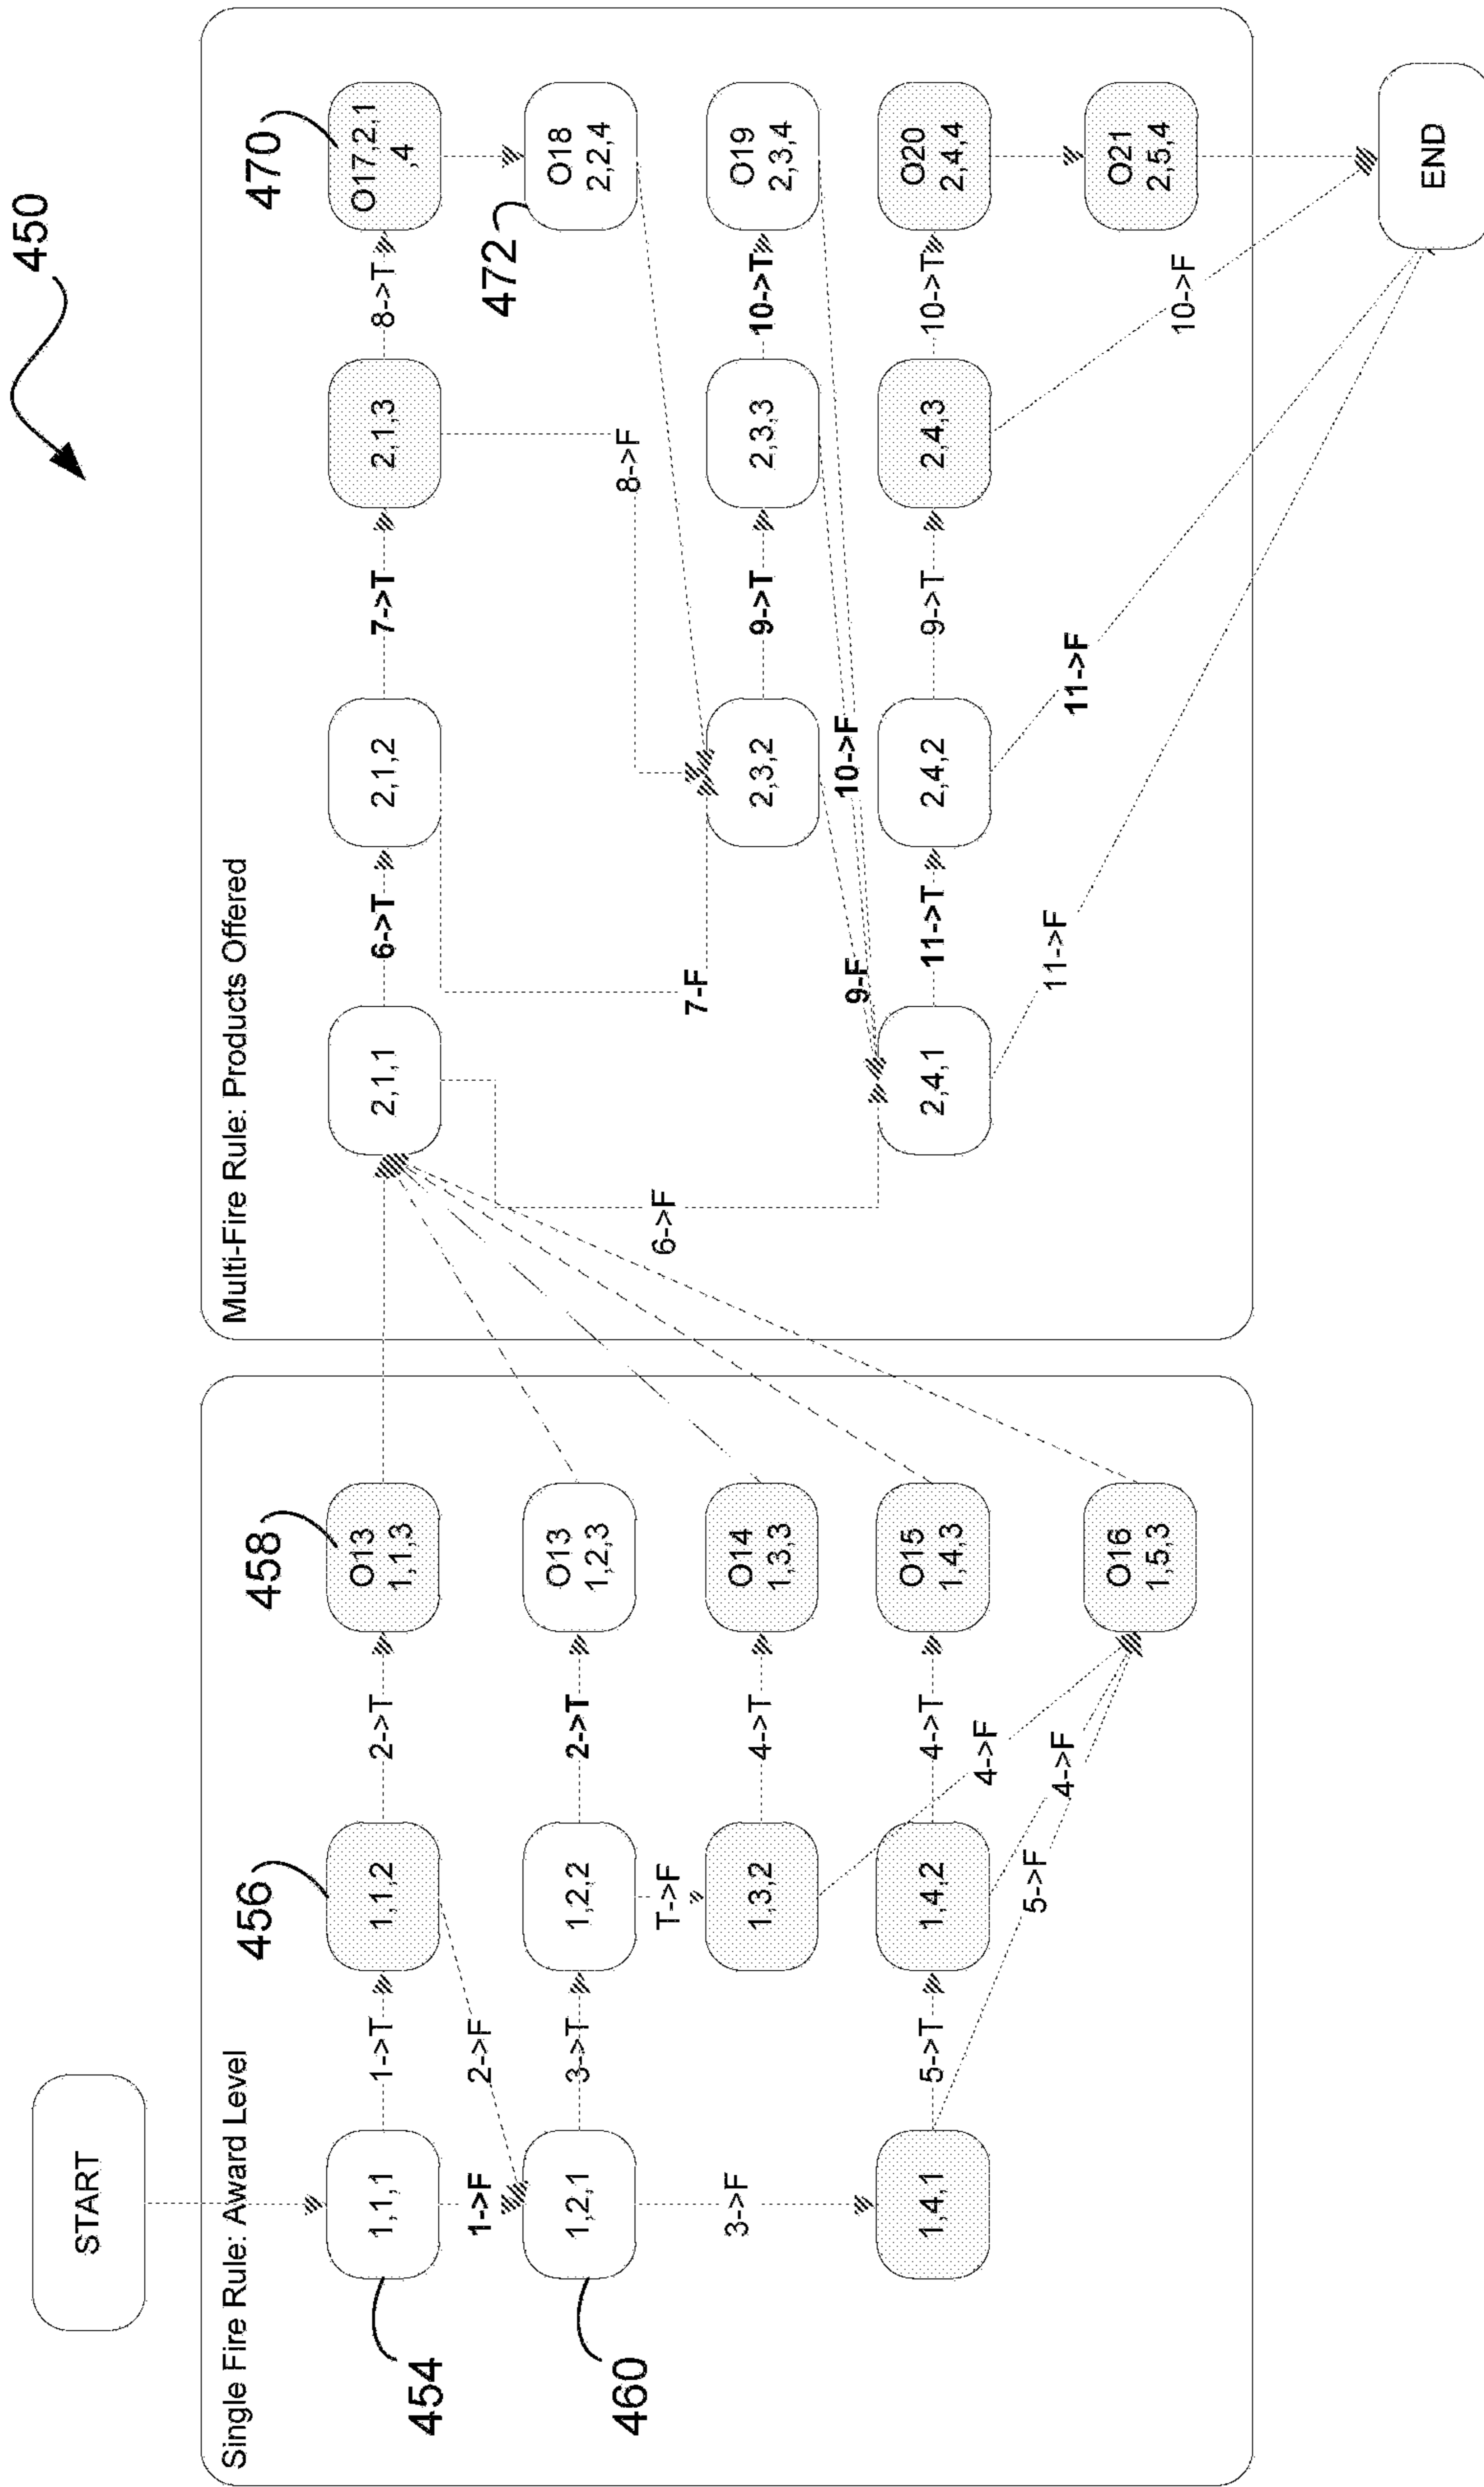 450
START
Single Fire Rule: Award Level
454
1,1,1
1->T
456
1,1,2
2->T
458
O13
1,1,3
1->F
2->F
460
1,2,1
3->T
1,2,2
2->T
O13
1,2,3
T->F
1,3,2
4->T
O14
1,3,3
3->F
1,4,1
5->T
1,4,2
4->T
O15
1,4,3
4->F
4->F
5->F
O16
1,5,3
Multi-Fire Rule: Products Offered
2,1,1
6->T
2,1,2
7->T
2,1,3
8->T
470
O17,2,1
,4
472
O18
2,2,4
8->F
7-F
6->F
2,3,2
9->T
2,3,3
10->T
O19
2,3,4
9-F
10->F
2,4,1
11->T
2,4,2
9->T
2,4,3
10->T
O20
2,4,4
11->F
11->F
10->F
O21
2,5,4
END